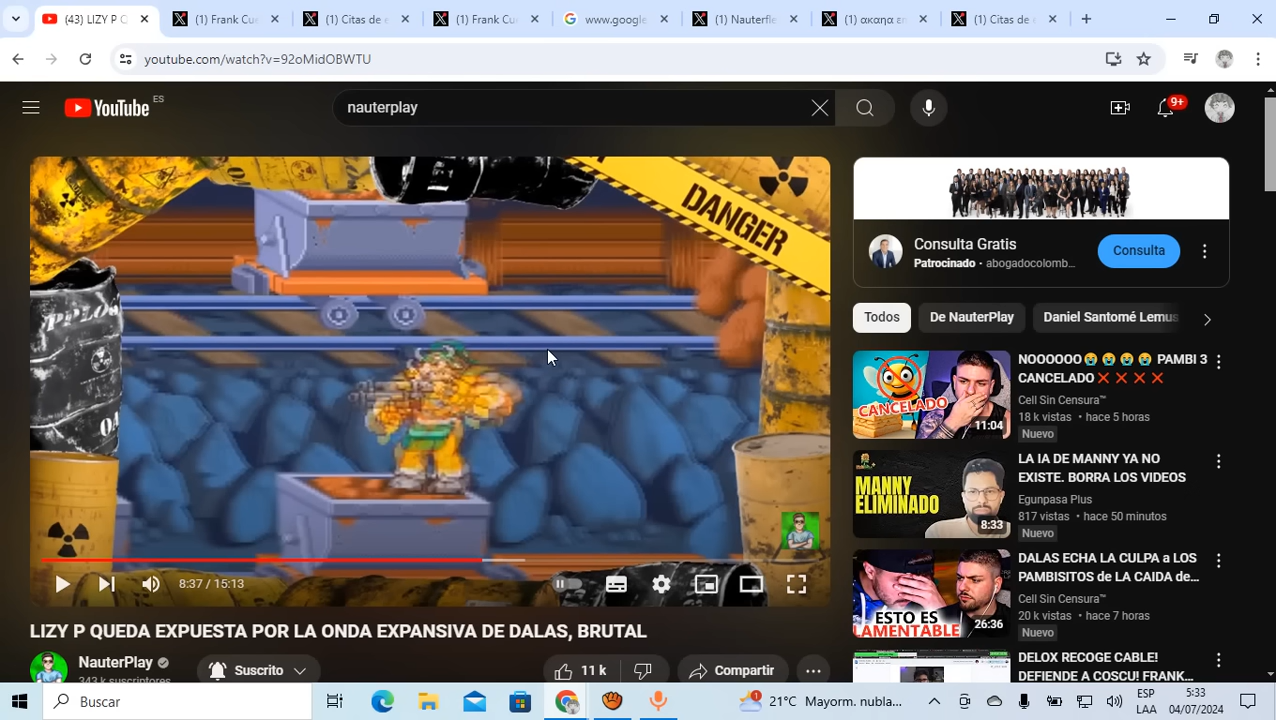 (43) LIZY P Q
(1) Frank Cu
(1) Citas de e
(1) Frank Cu
www.google
(1) Nauterfle
(1) Citas de e
youtube.com/watch?v=92oMidOBWTU
YouTube ES
nauterplay
9+
DANGER
Consulta Gratis
Patrocinado • abogadocolomb...
Consulta
Todos
De NauterPlay
Daniel Santomé Lemus
NOOOOOO😭😭😭😭 PAMBI 3
CANCELADO❌❌❌❌
Cell Sin Censura™
18 k vistas • hace 5 horas
Nuevo
CANCELADO
11:04
LA IA DE MANNY YA NO
EXISTE. BORRA LOS VIDEOS
Egunpasa Plus
817 vistas • hace 50 minutos
Nuevo
MANNY
ELIMINADO
8:33
DALAS ECHA LA CULPA a LOS
PAMBISITOS de LA CAIDA de...
Cell Sin Censura™
20 k vistas • hace 7 horas
Nuevo
ESTO ES
LAMENTABLE
26:36
DELOX RECOGE CABLE!
DEFIENDE A COSCU! FRANK...
8:37 / 15:13
LIZY P QUEDA EXPUESTA POR LA ONDA EXPANSIVA DE DALAS, BRUTAL
NauterPlay
343 k suscriptores
Suscrito
11 k
Compartir
Buscar
21°C Mayorm. nubla...
ESP
LAA
5:33
04/07/2024